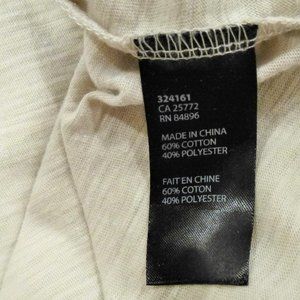 324161
CA 25772
RN 84896
MADE IN CHINA
60% COTTON
40% POLYESTER
FAIT EN CHINE
60% COTON
40% POLYESTER